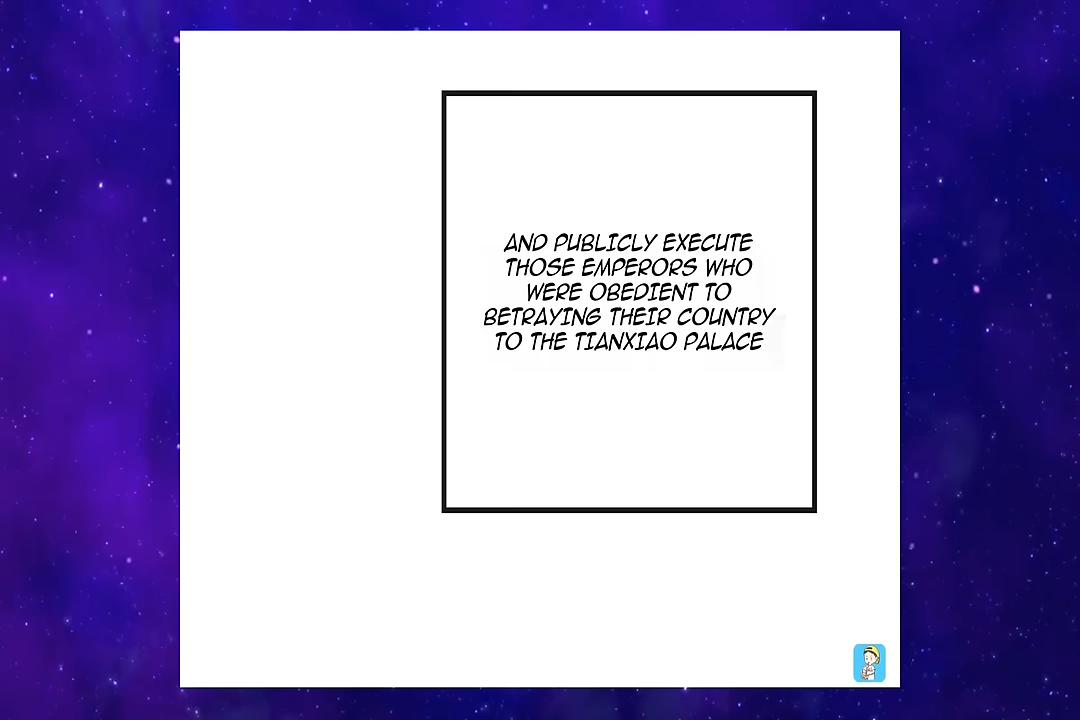 AND PUBLICLY EXECUTE
THOSE EMPERORS WHO
WERE OBEDIENT TO
BETRAYING THEIR COUNTRY
TO THE TIANXIAO PALACE